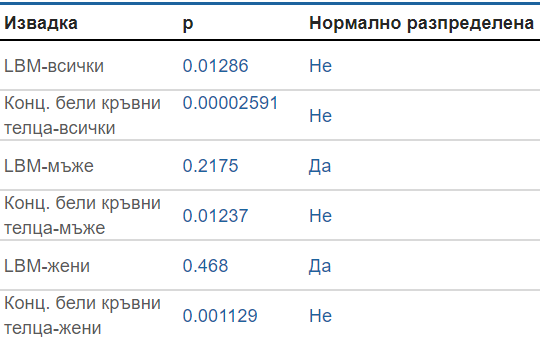 Извадка p Нормално разпределена
LBM-всички 0.01286 Не
Конц. бели кръвни
телца-всички 0.00002591 Не
LBM-мъже 0.2175 Да
Конц. бели кръвни
телца-мъже 0.01237 Не
LBM-жени 0.468 Да
Конц. бели кръвни
телца-жени 0.001129 Не